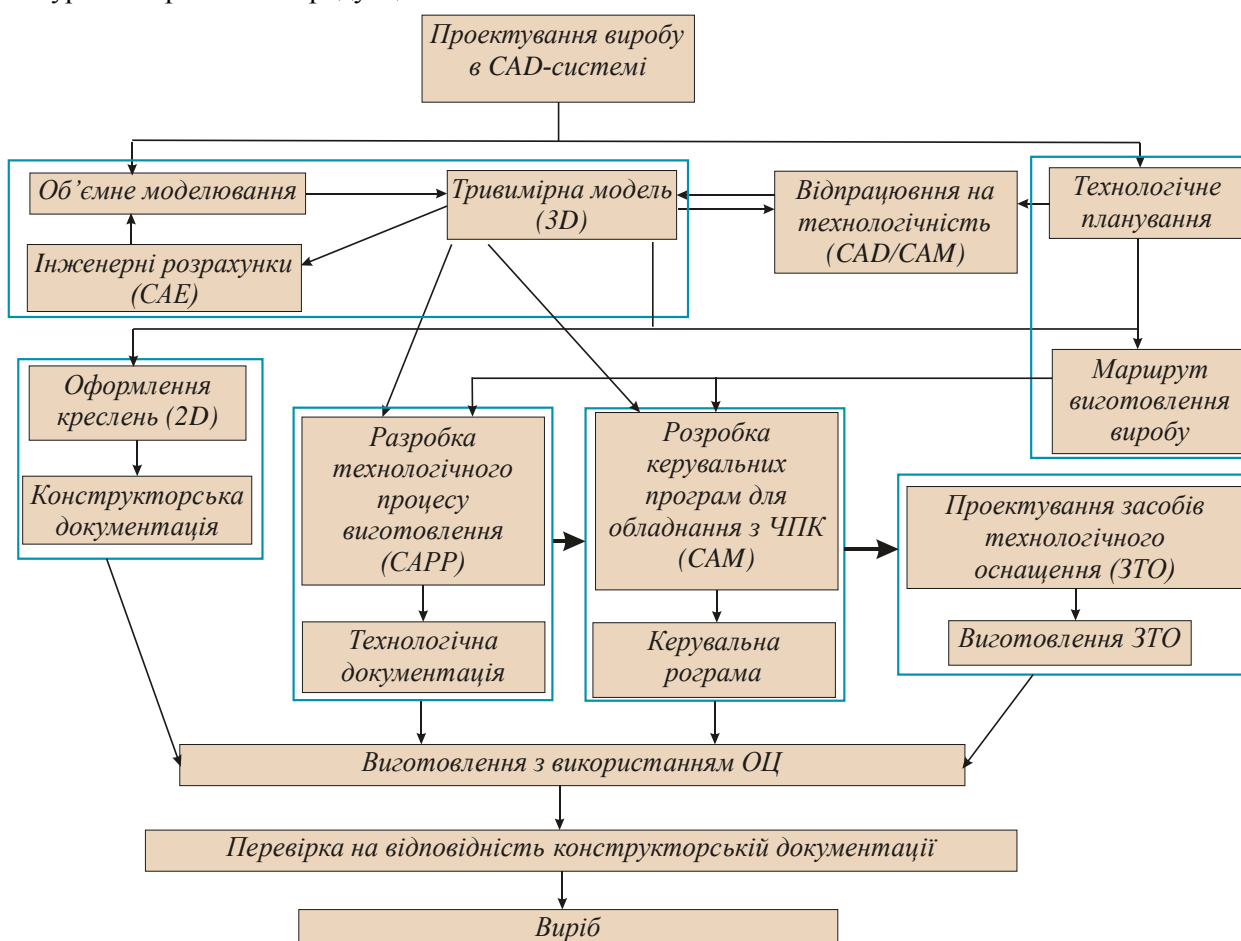 Проектування виробу
в CAD-системі
Об’ємне моделювання
Тривимірна модель
(3D)
Відпрацювння на
технологічність
(CAD/CAM)
Технологічне
планування
Інженерні розрахунки
(CAE)
Оформлення
креслень (2D)
Маршрут
виготовлення
виробу
Конструкторська
документація
Разробка
технологічного
процесу
виготовлення
(CAPP)
Розробка
керувальних
програм для
обладнання з ЧПК
(CAM)
Проектування засобів
технологічного
оснащення (ЗТО)
Технологічна
документація
Керувальна
рограма
Виготовлення ЗТО
Виготовлення з використанням ОЦ
Перевірка на відповідність конструкторській документації
Виріб